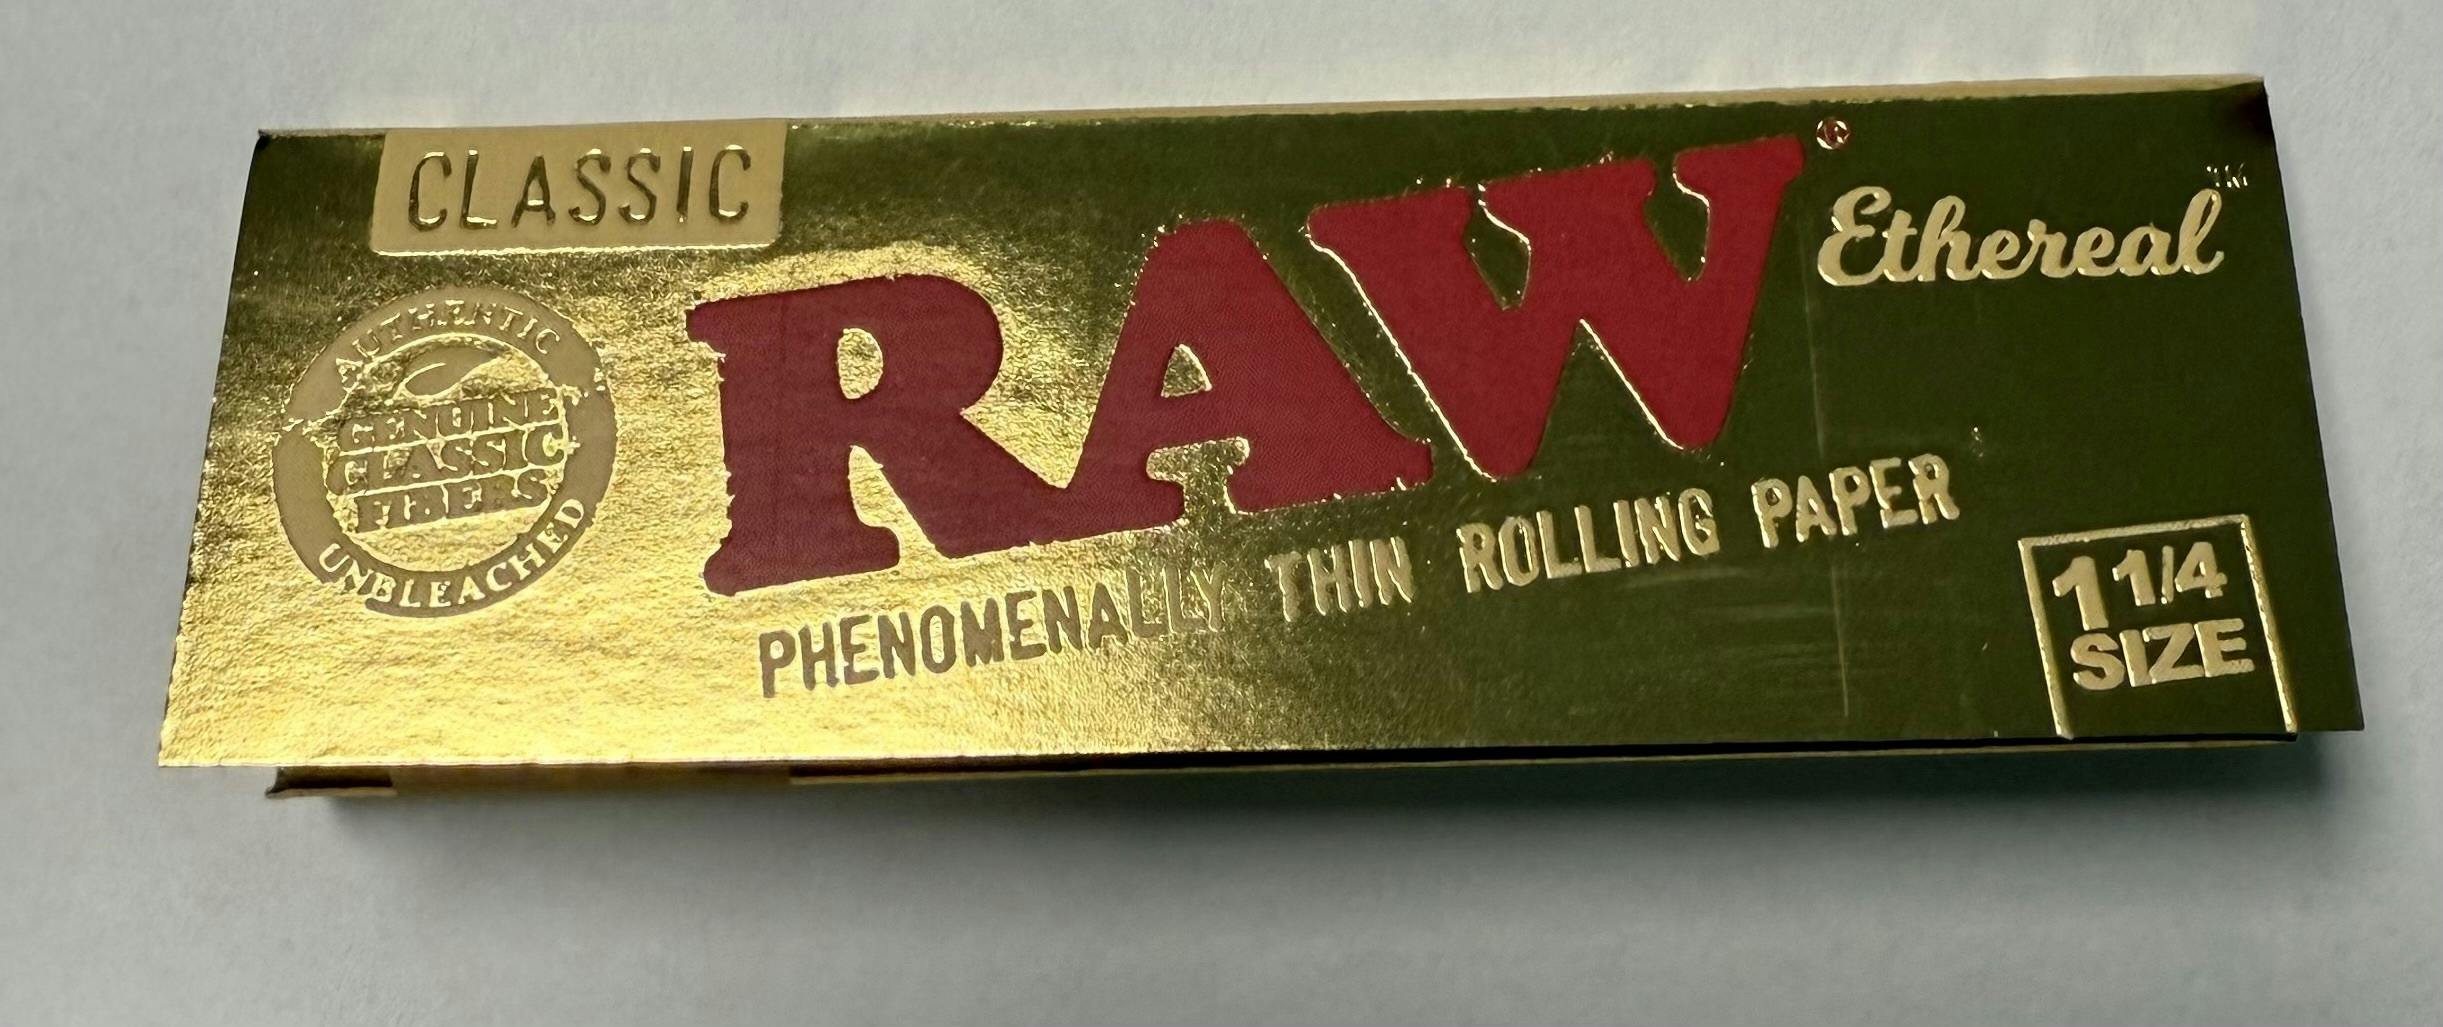 CLASSIC
RAW®
Ethereal™
AUTHENTIC
GENUINE
CLASSIC
FIBERS
UNBLEACHED
PHENOMENALLY THIN ROLLING PAPER
1 1/4
SIZE